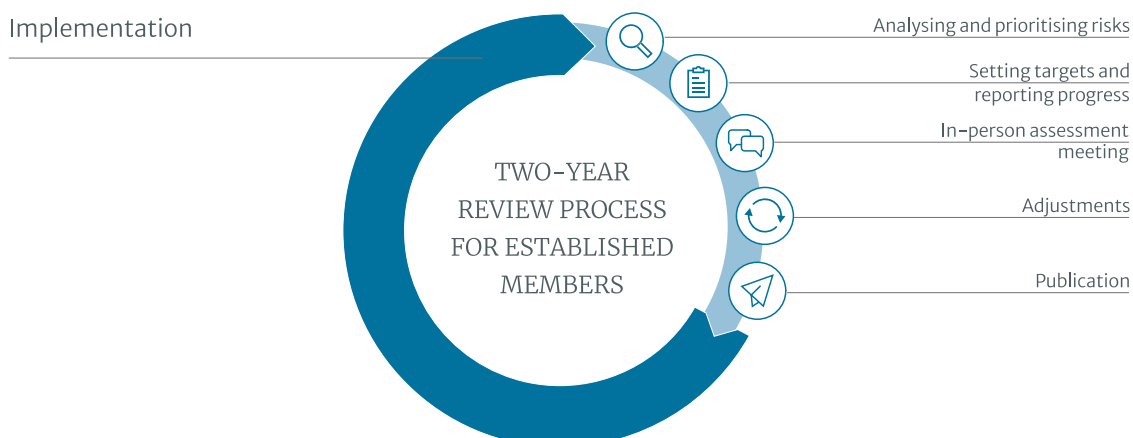 Implementation
Analysing and prioritising risks
Setting targets and
reporting progress
In-person assessment
meeting
Adjustments
Publication
TWO-YEAR
REVIEW PROCESS
FOR ESTABLISHED
MEMBERS